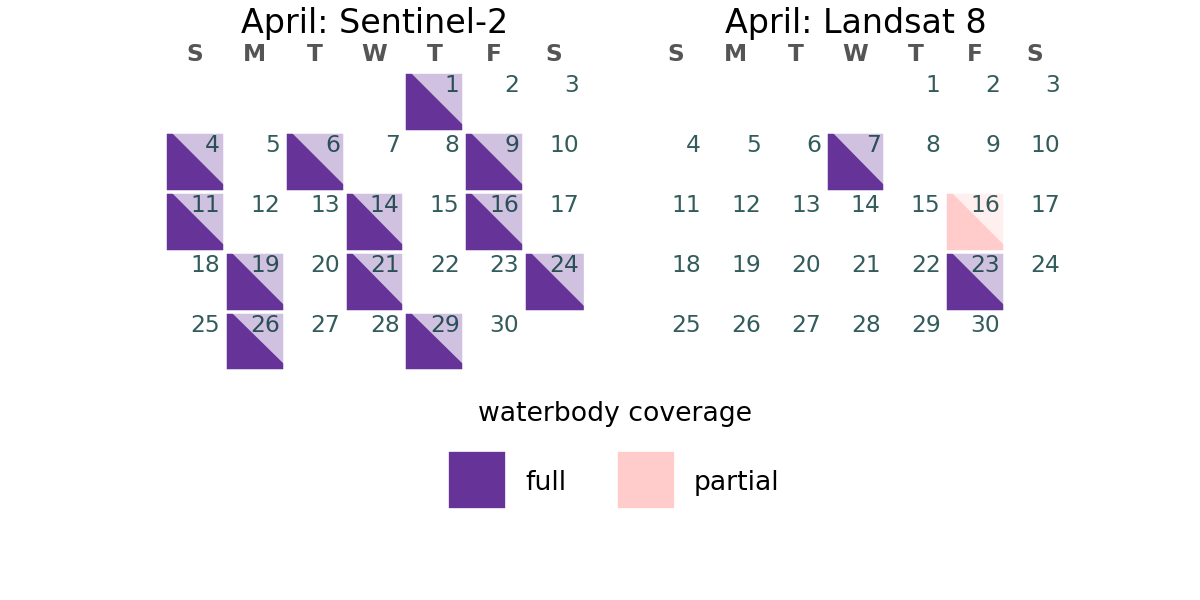 April: Sentinel-2
S M T W T F S
1 2 3
4 5 6 7 8 9 10
11 12 13 14 15 16 17
18 19 20 21 22 23 24
25 26 27 28 29 30
April: Landsat 8
S M T W T F S
1 2 3
4 5 6 7 8 9 10
11 12 13 14 15 16 17
18 19 20 21 22 23 24
25 26 27 28 29 30
waterbody coverage
full
partial